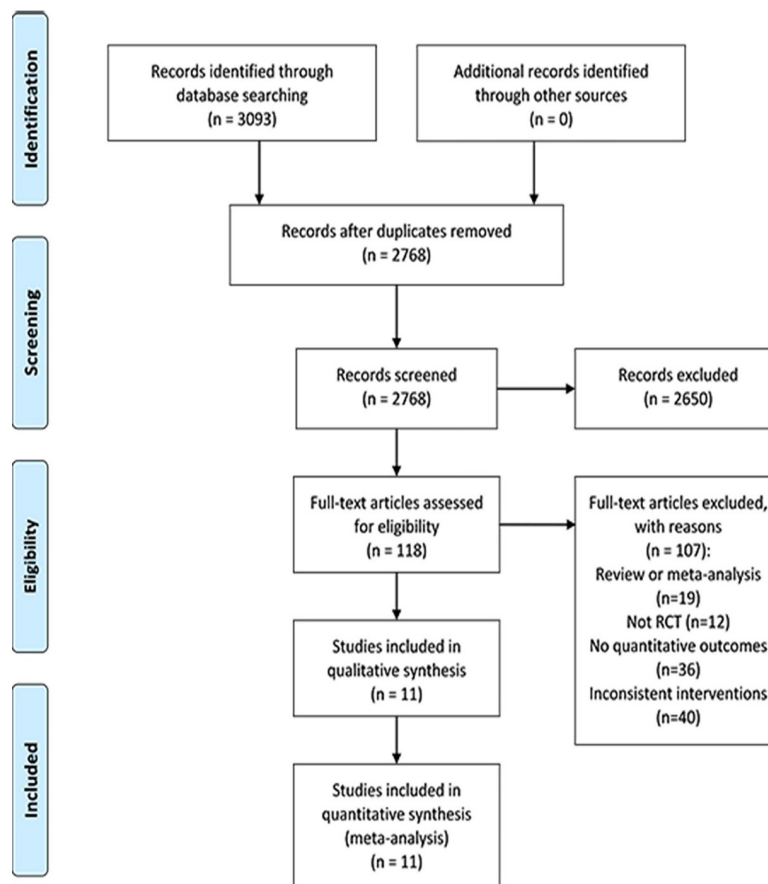 Identification
Records identified through
database searching
(n = 3093)
Additional records identified
through other sources
(n = 0)
Records after duplicates removed
(n = 2768)
Screening
Records screened
(n = 2768)
Records excluded
(n = 2650)
Eligibility
Full-text articles assessed
for eligibility
(n = 118)
Full-text articles excluded,
with reasons
(n = 107):
Review or meta-analysis
(n=19)
Not RCT (n=12)
No quantitative outcomes
(n=36)
Inconsistent interventions
(n=40)
Studies included in
qualitative synthesis
(n = 11)
Included
Studies included in
quantitative synthesis
(meta-analysis)
(n = 11)